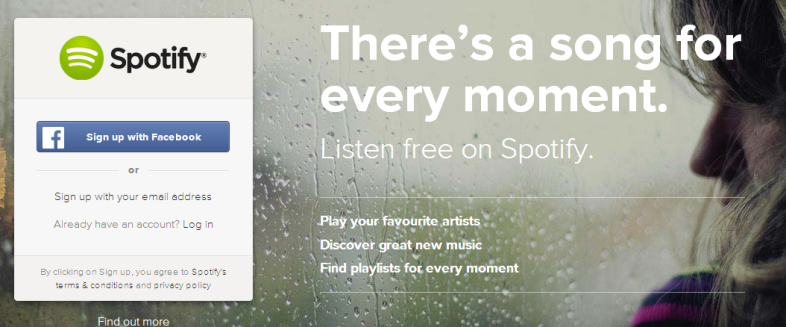 Spotify®
Sign up with Facebook
or
Sign up with your email address
Already have an account? Log in
By clicking on Sign up, you agree to Spotify's
terms & conditions and privacy policy
Find out more
There's a song for
every moment.
Listen free on Spotify.
Play your favourite artists
Discover great new music
Find playlists for every moment